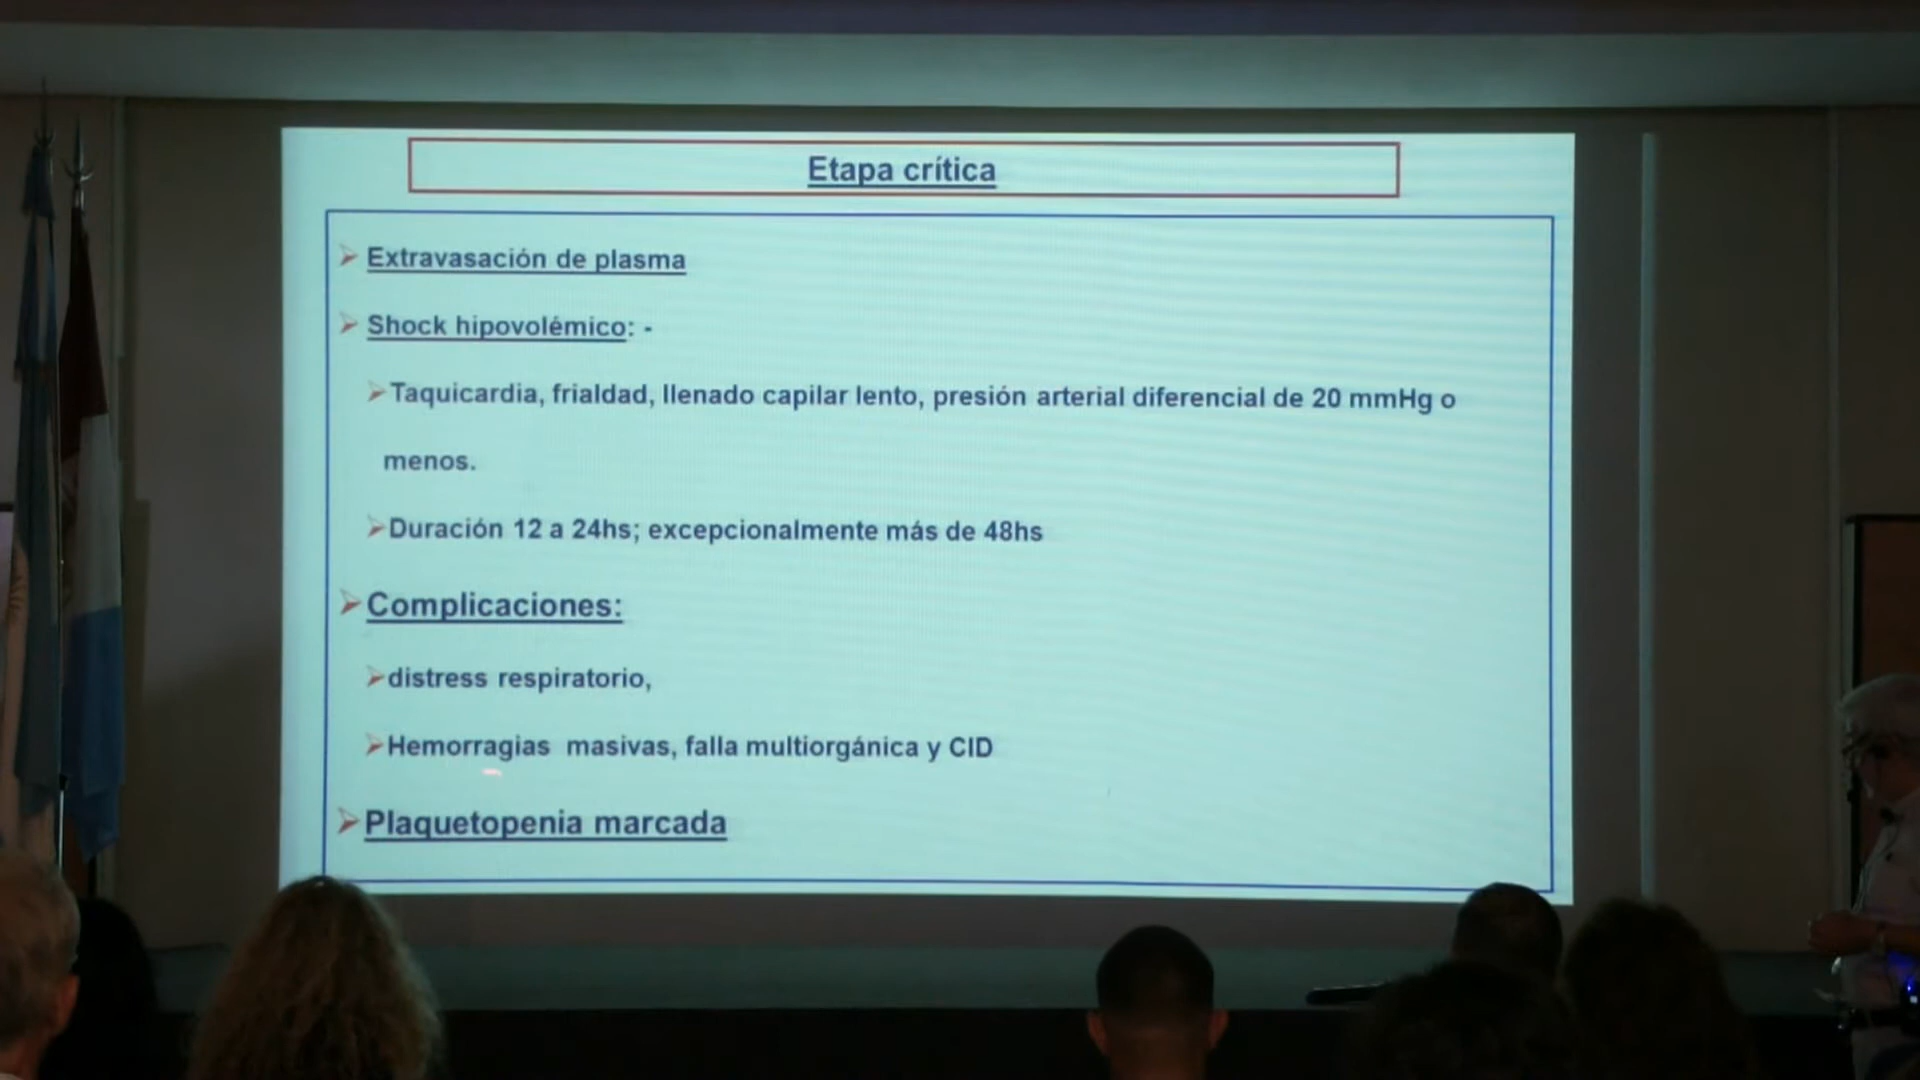 Etapa crítica
Extravasación de plasma
Shock hipovolémico: -
Taquicardia, frialdad, llenado capilar lento, presión arterial diferencial de 20 mmHg o
menos.
Duración 12 a 24hs; excepcionalmente más de 48hs
Complicaciones:
distress respiratorio,
Hemorragias masivas, falla multiorgánica y CID
Plaquetopenia marcada